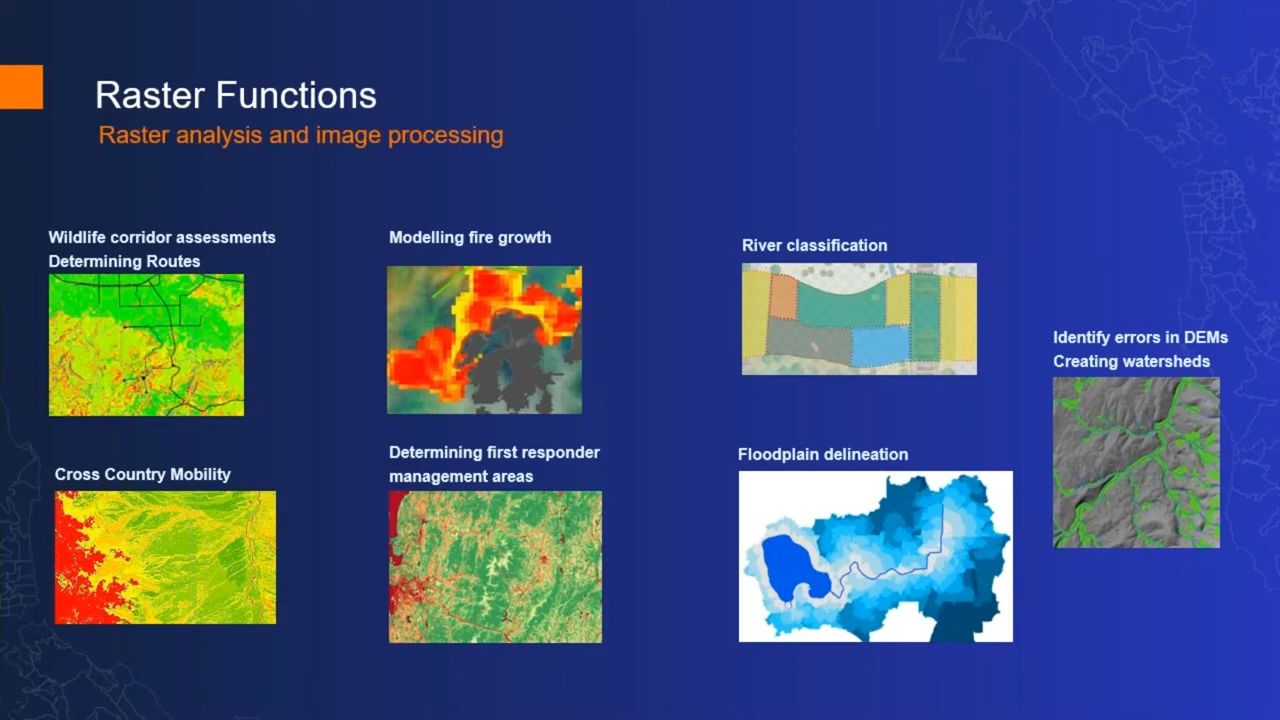 Raster Functions
Raster analysis and image processing
Wildlife corridor assessments
Determining Routes
Modelling fire growth
River classification
Identify errors in DEMs
Creating watersheds
Cross Country Mobility
Determining first responder
management areas
Floodplain delineation